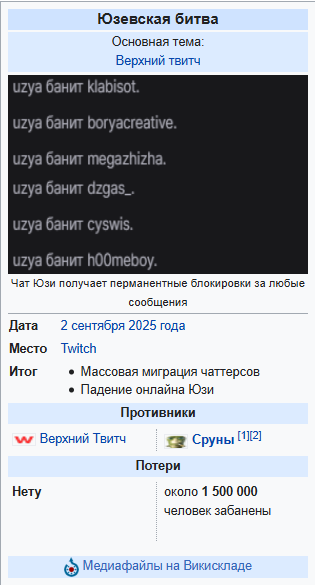 Юзевская битва
Основная тема:
Верхний твитч
uzya банит klabisot.
uzya банит boryacreative.
uzya банит megazhizha.
uzya банит dzgas_.
uzya банит cyswis.
uzya банит h00meboy.
Чат Юзи получает перманентные блокировки за любые
сообщения
Дата 2 сентября 2025 года
Место Twitch
Итог • Массовая миграция чаттерсов
• Падение онлайна Юзи
Противники
Верхний Твитч Сруны [1][2]
Потери
Нету около 1 500 000
человек забанены
Медиафайлы на Викискладе